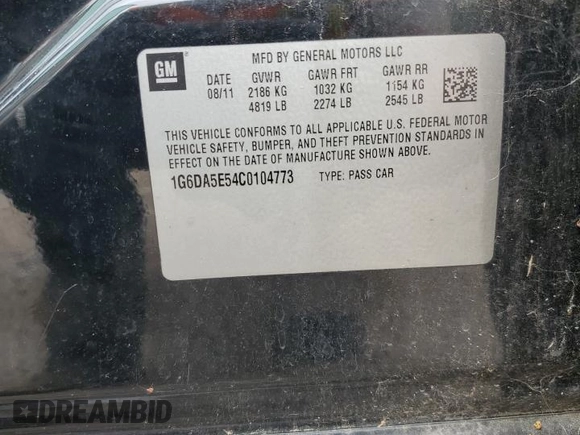 GM
MFD BY GENERAL MOTORS LLC
DATE GVWR GAWR FRT GAWR RR
08/11 2186 KG 1032 KG 1154 KG
4819 LB 2274 LB 2545 LB
THIS VEHICLE CONFORMS TO ALL APPLICABLE U.S. FEDERAL MOTOR
VEHICLE SAFETY, BUMPER, AND THEFT PREVENTION STANDARDS IN
EFFECT ON THE DATE OF MANUFACTURE SHOWN ABOVE.
1G6DA5E54C0104773 TYPE: PASS CAR
DREAMBID